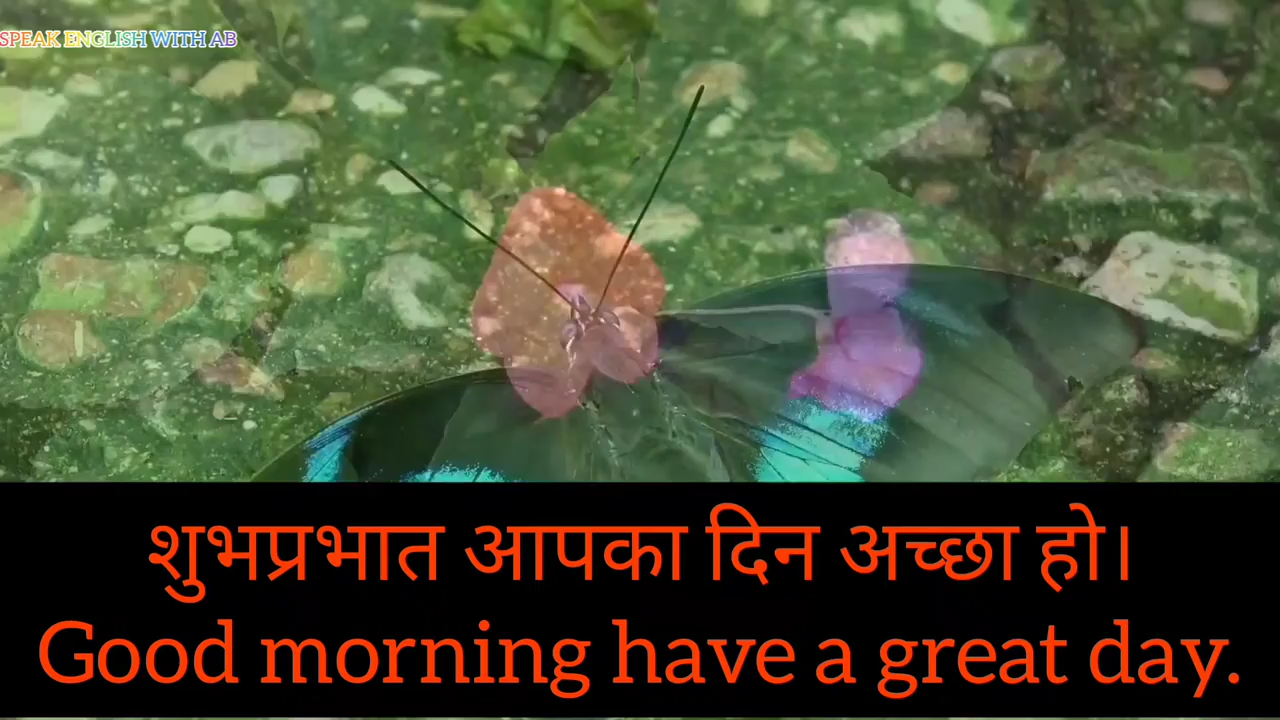 SPEAK ENGLISH WITH AB
शुभप्रभात आपका दिन अच्छा हो।
Good morning have a great day.